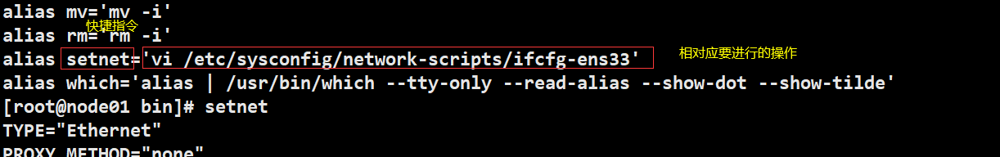 alias mv='mv -i'
快捷指令
alias rm='rm -i'
alias setnet='vi /etc/sysconfig/network-scripts/ifcfg-ens33' 相对应要进行的操作
alias which='alias | /usr/bin/which --tty-only --read-alias --show-dot --show-tilde'
[root@node01 bin]# setnet
TYPE="Ethernet"
PROXY_METHOD="none"